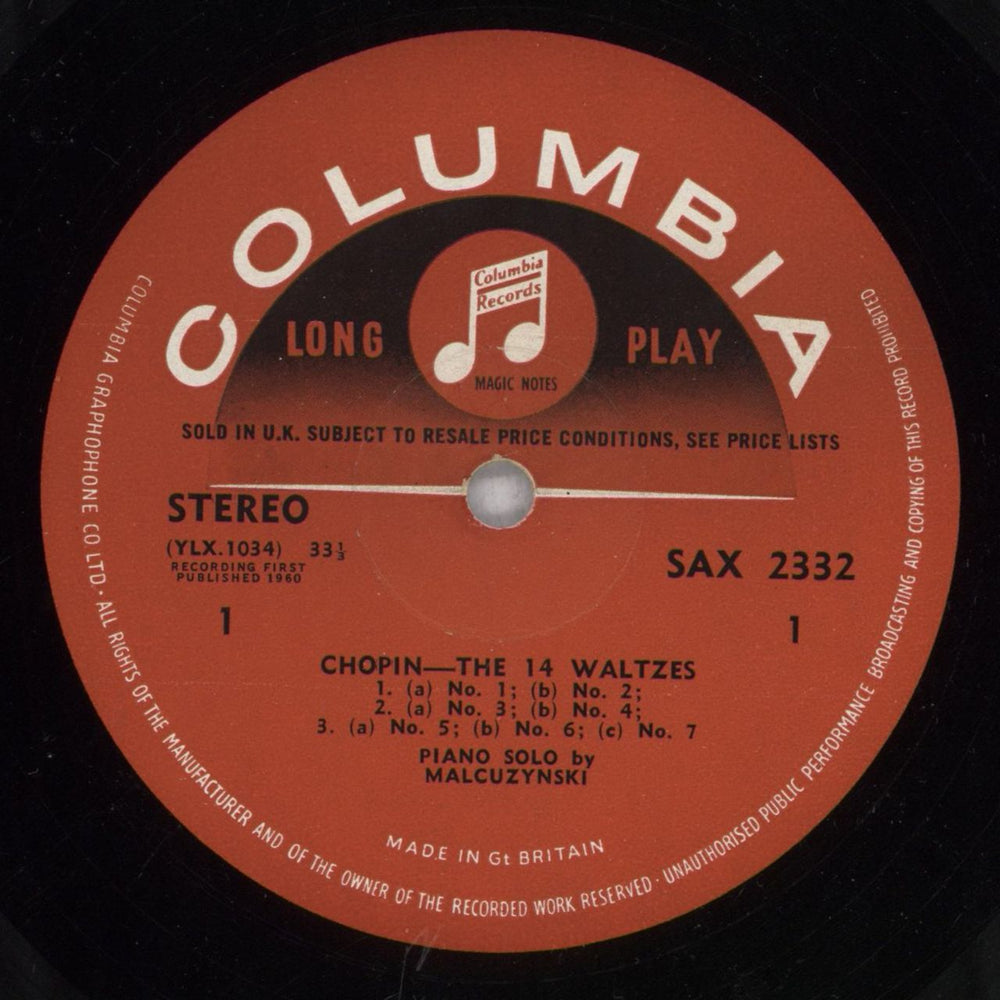 COLUMBIA
Columbia
Records
LONG PLAY
MAGIC NOTES
SOLD IN U.K. SUBJECT TO RESALE PRICE CONDITIONS, SEE PRICE LISTS
STEREO
(YLX.1034) 33⅓
RECORDING FIRST
PUBLISHED 1960
SAX 2332
1 1
CHOPIN—THE 14 WALTZES
1. (a) No. 1; (b) No. 2;
2. (a) No. 3; (b) No. 4;
3. (a) No. 5; (b) No. 6; (c) No. 7
PIANO SOLO by
MALCUZYNSKI
MADE IN Gt BRITAIN
COLUMBIA GRAPHOPHONE CO LTD. ALL RIGHTS OF THE MANUFACTURER AND OF THE OWNER OF THE RECORDED WORK RESERVED · UNAUTHORISED PUBLIC PERFORMANCE BROADCASTING AND COPYING OF THIS RECORD PROHIBITED